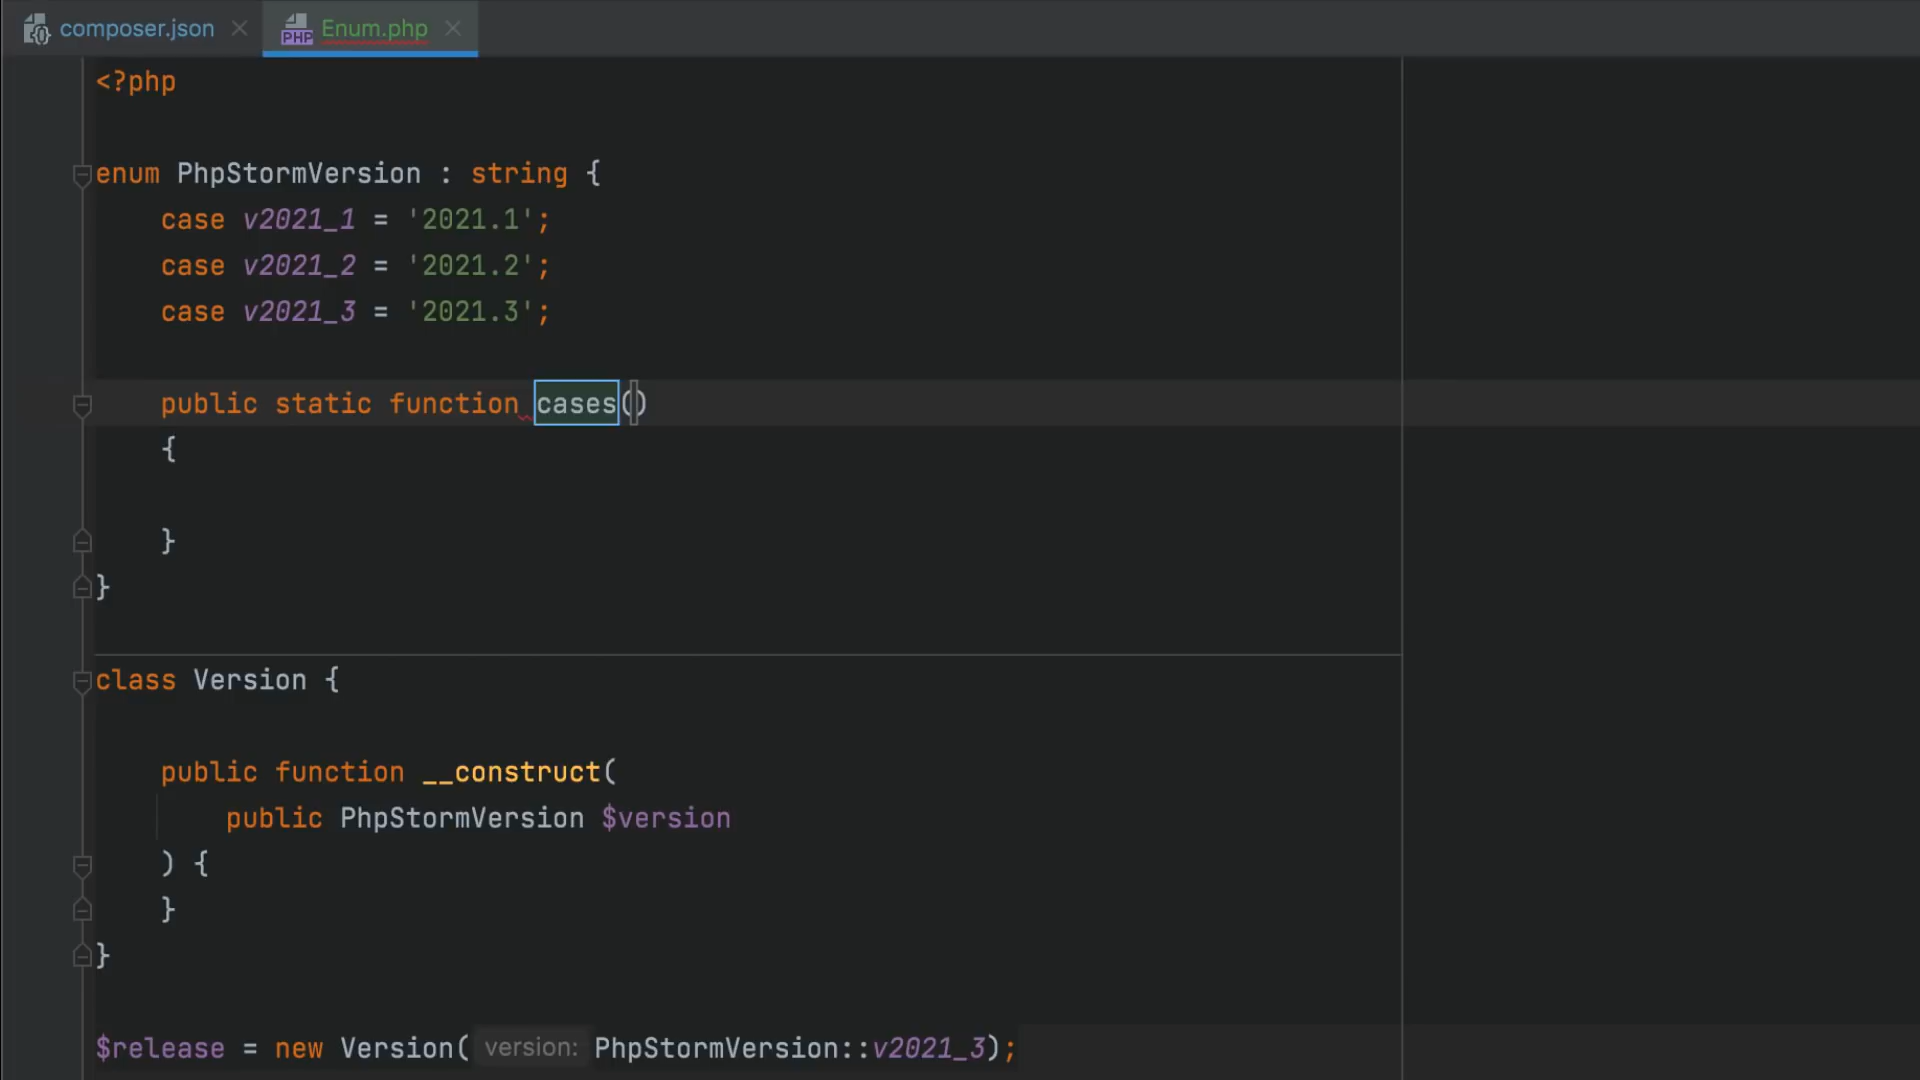 composer.json
PHP Enum.php
<?php
enum PhpStormVersion : string {
    case v2021_1 = '2021.1';
    case v2021_2 = '2021.2';
    case v2021_3 = '2021.3';
    public static function cases()
    {
    }
}
class Version {
    public function __construct(
        public PhpStormVersion $version
    ) {
    }
}
$release = new Version( version: PhpStormVersion::v2021_3);